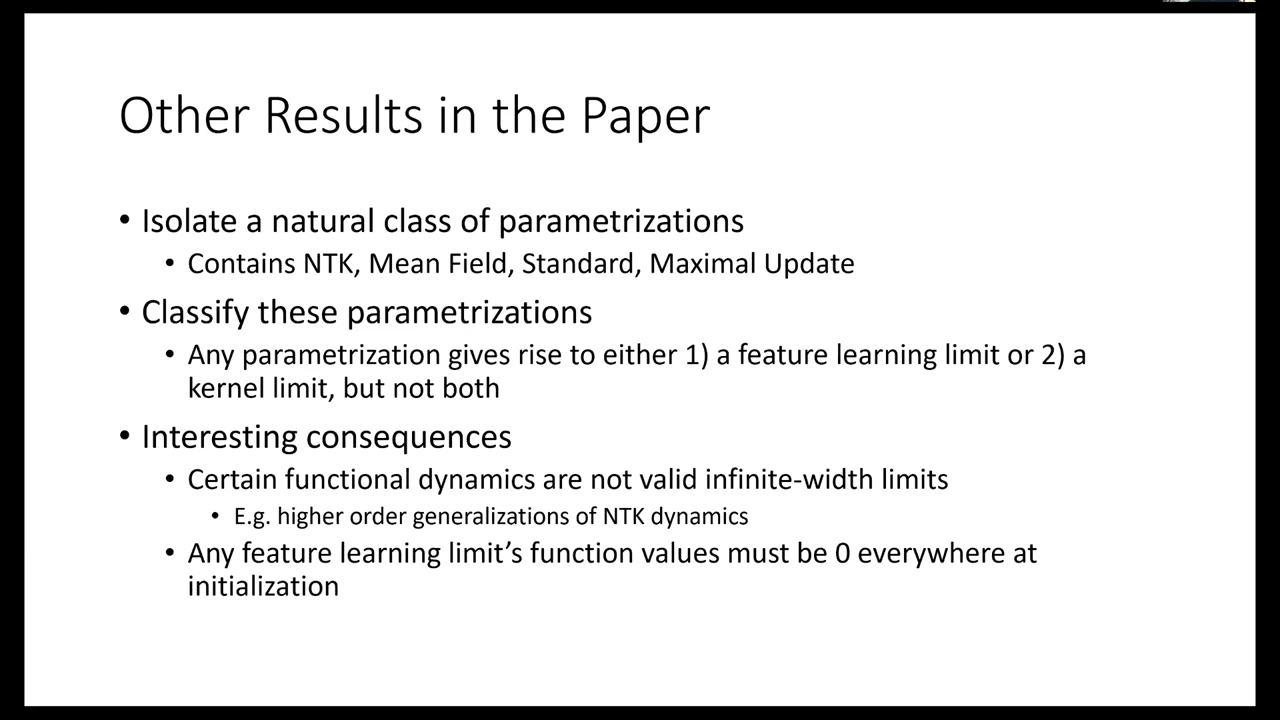 Other Results in the Paper
• Isolate a natural class of parametrizations
• Contains NTK, Mean Field, Standard, Maximal Update
• Classify these parametrizations
• Any parametrization gives rise to either 1) a feature learning limit or 2) a
kernel limit, but not both
• Interesting consequences
• Certain functional dynamics are not valid infinite-width limits
• E.g. higher order generalizations of NTK dynamics
• Any feature learning limit’s function values must be 0 everywhere at
initialization